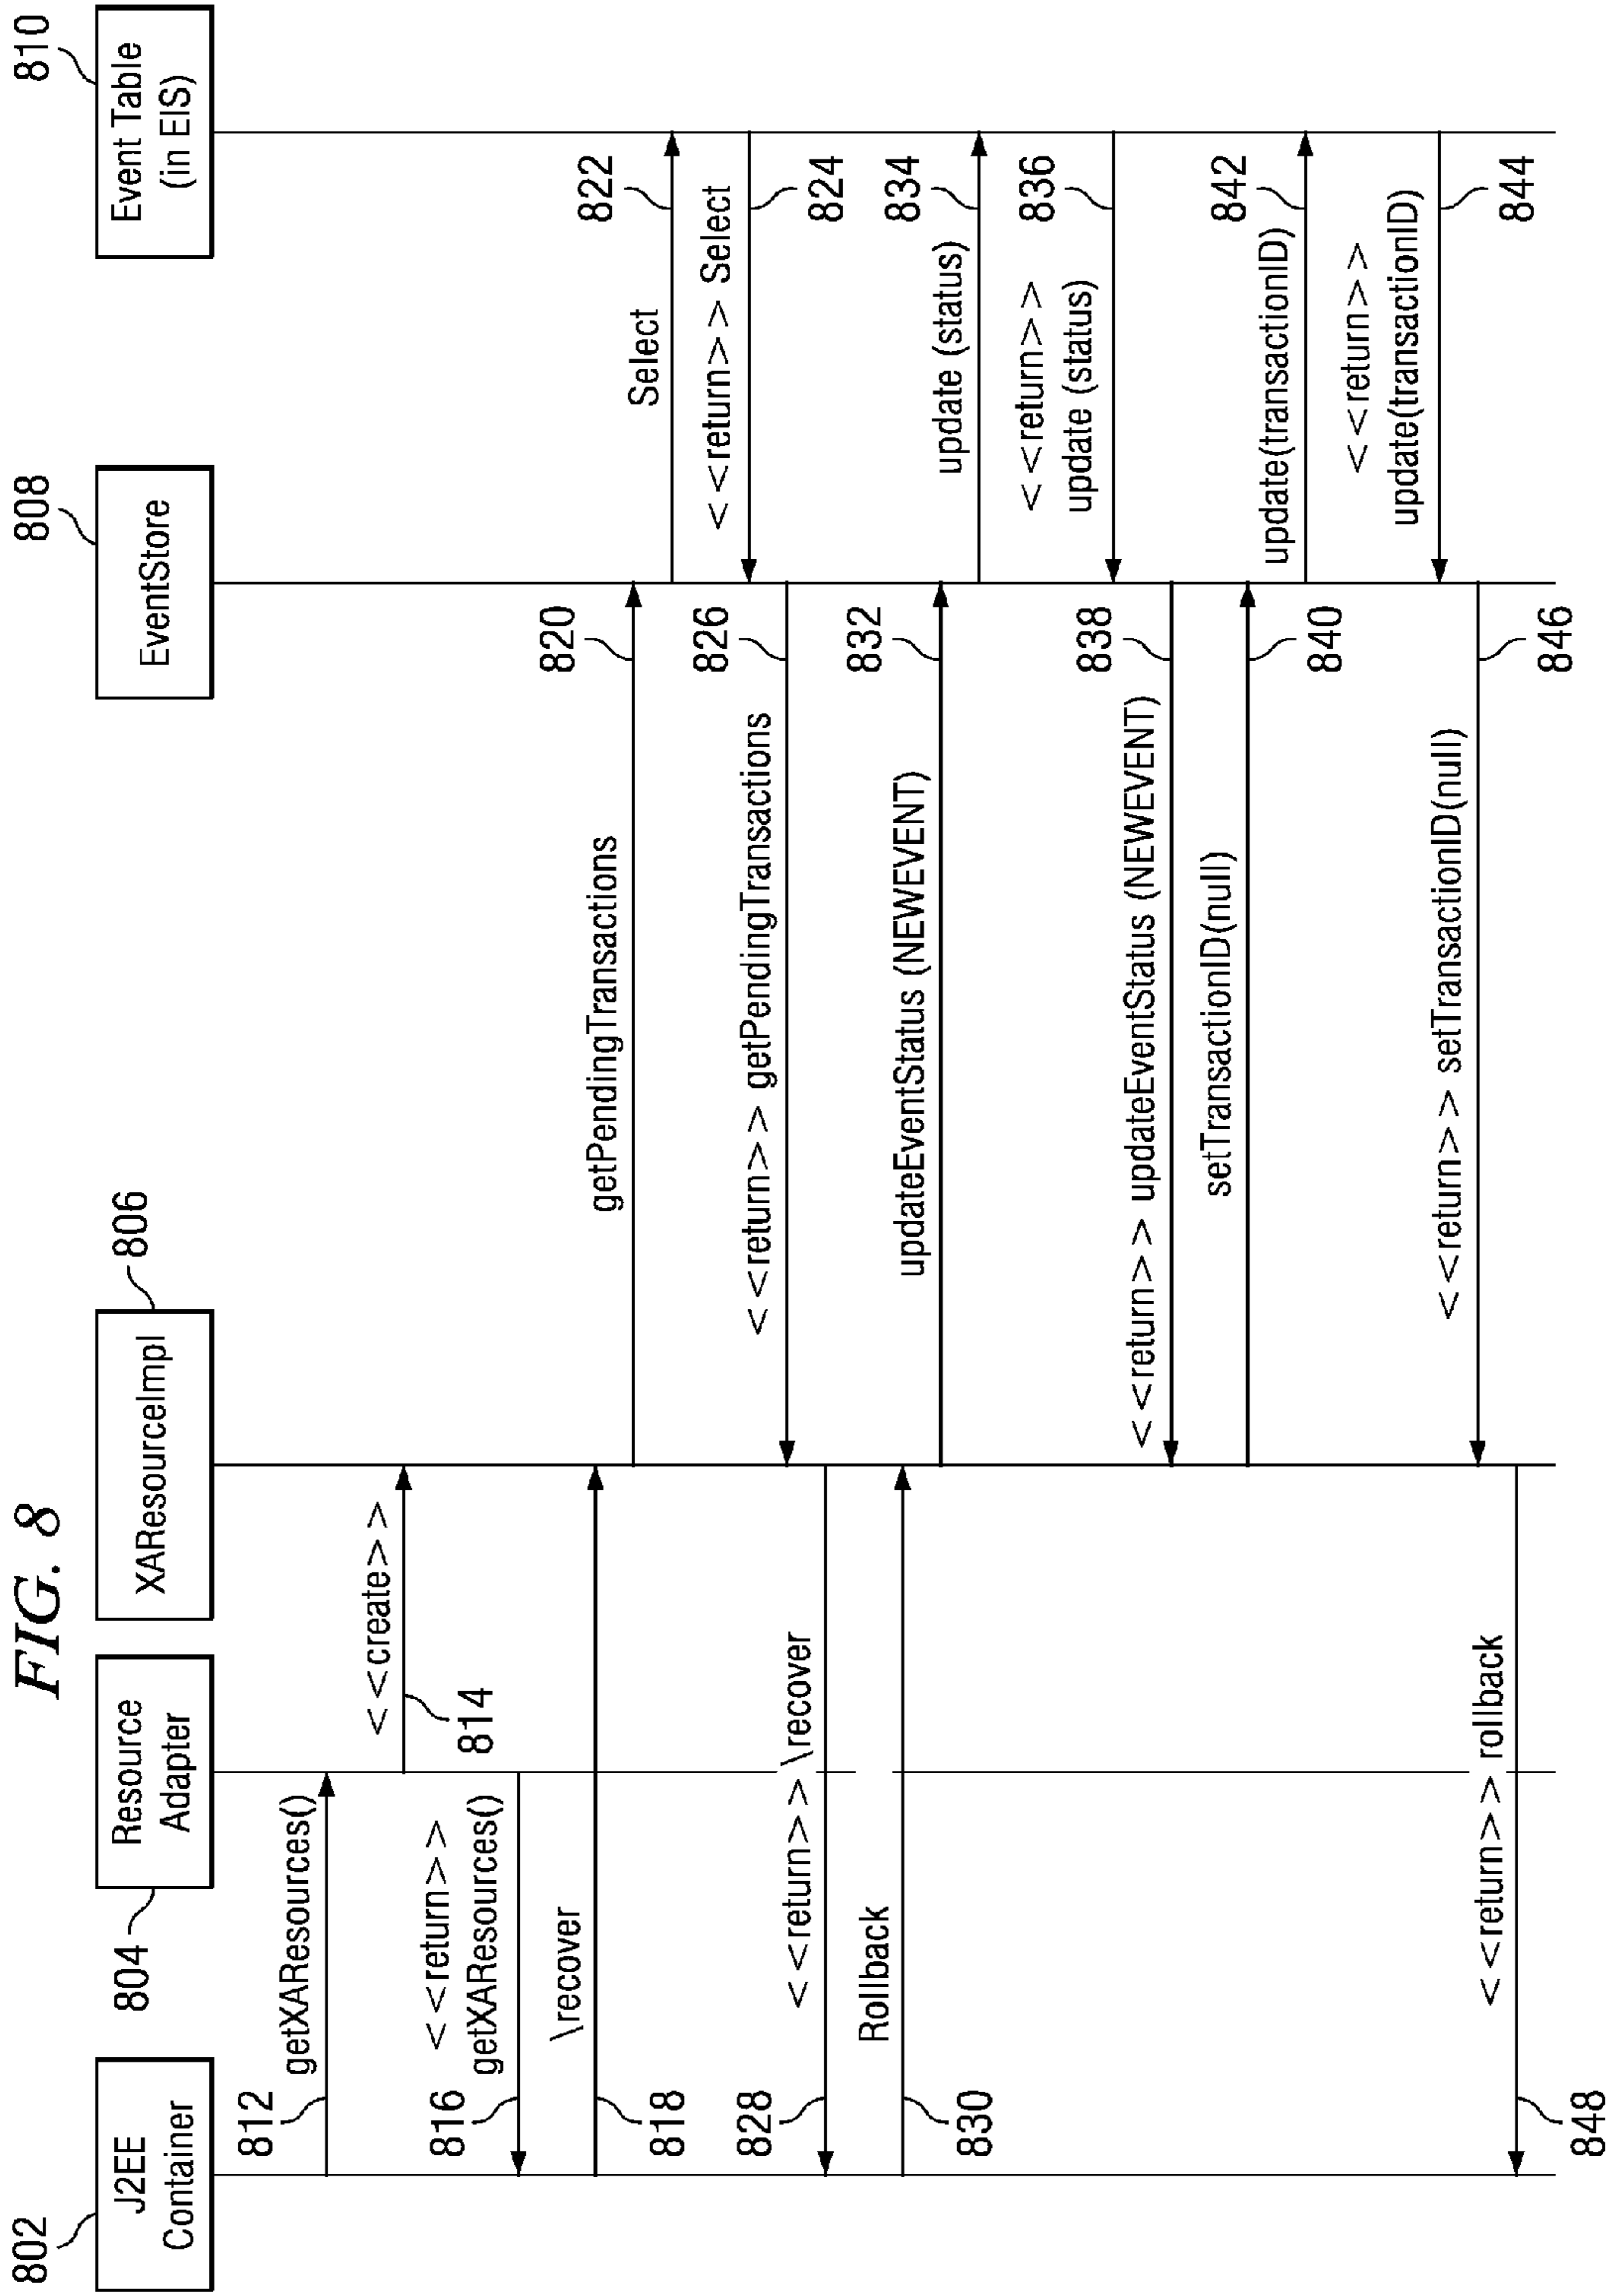 FIG. 8
802
J2EE
Container
804
Resource
Adapter
XAResourceImpl
806
EventStore
808
Event Table
(in EIS)
810
getXAResources()
812
<<create>>
814
<<return>>
getXAResources()
816
\recover
818
getPendingTransactions
820
Select
822
<<return>> Select
824
<<return>> getPendingTransactions
826
<<return>> \recover
828
Rollback
830
updateEventStatus (NEWEVENT)
832
update (status)
834
<<return>>
update (status)
836
<<return>> updateEventStatus (NEWEVENT)
838
setTransactionID(null)
840
update(transactionID)
842
<<return>>
update(transactionID)
844
<<return>> setTransactionID(null)
846
<<return>> rollback
848